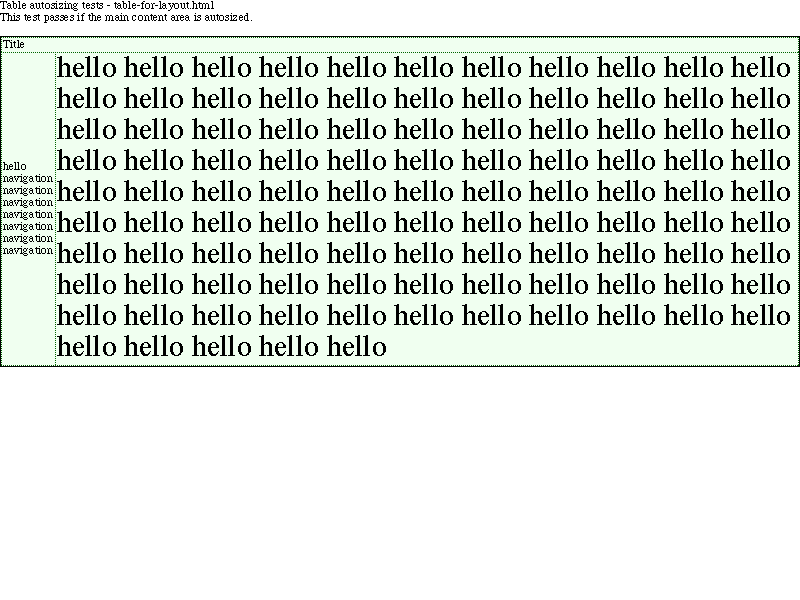 Table autosizing tests - table-for-layout.html
This test passes if the main content area is autosized.
Title
hello
navigation
navigation
navigation
navigation
navigation
navigation
navigation
hello hello hello hello hello hello hello hello hello hello hello
hello hello hello hello hello hello hello hello hello hello hello
hello hello hello hello hello hello hello hello hello hello hello
hello hello hello hello hello hello hello hello hello hello hello
hello hello hello hello hello hello hello hello hello hello hello
hello hello hello hello hello hello hello hello hello hello hello
hello hello hello hello hello hello hello hello hello hello hello
hello hello hello hello hello hello hello hello hello hello hello
hello hello hello hello hello hello hello hello hello hello hello
hello hello hello hello hello